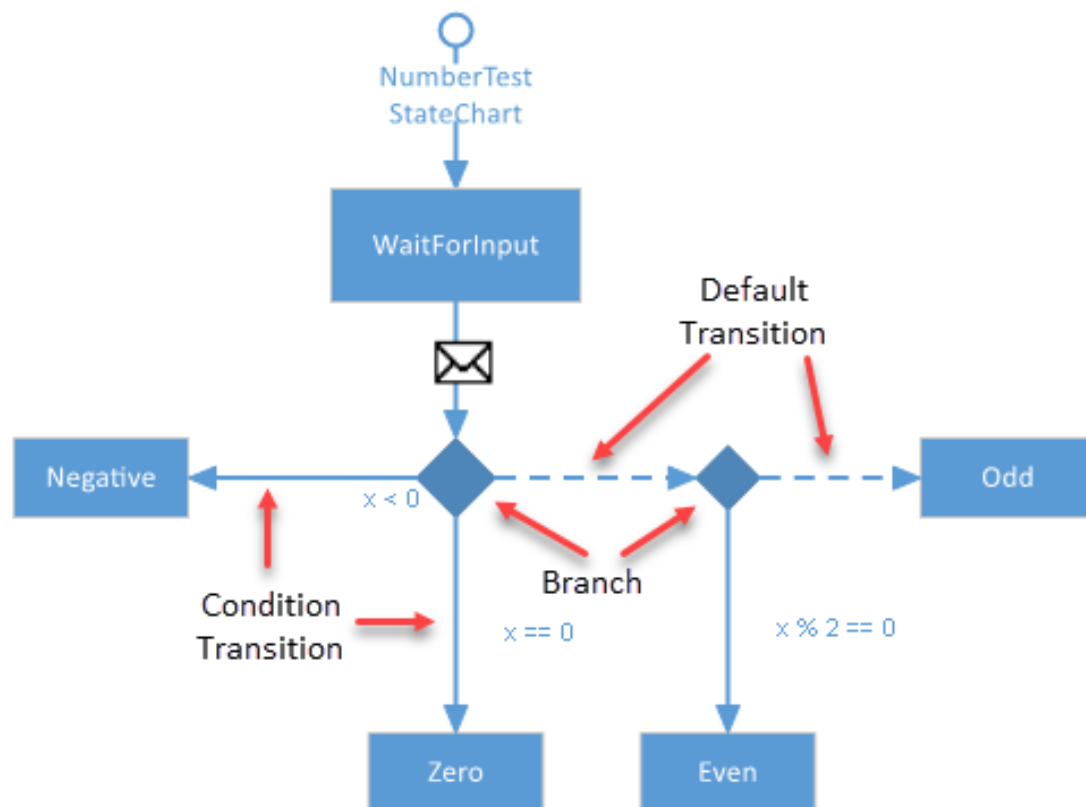 NumberTest
StateChart
WaitForInput
Default
Transition
Negative
x < 0
Odd
Branch
Condition
Transition
x == 0
x % 2 == 0
Zero
Even